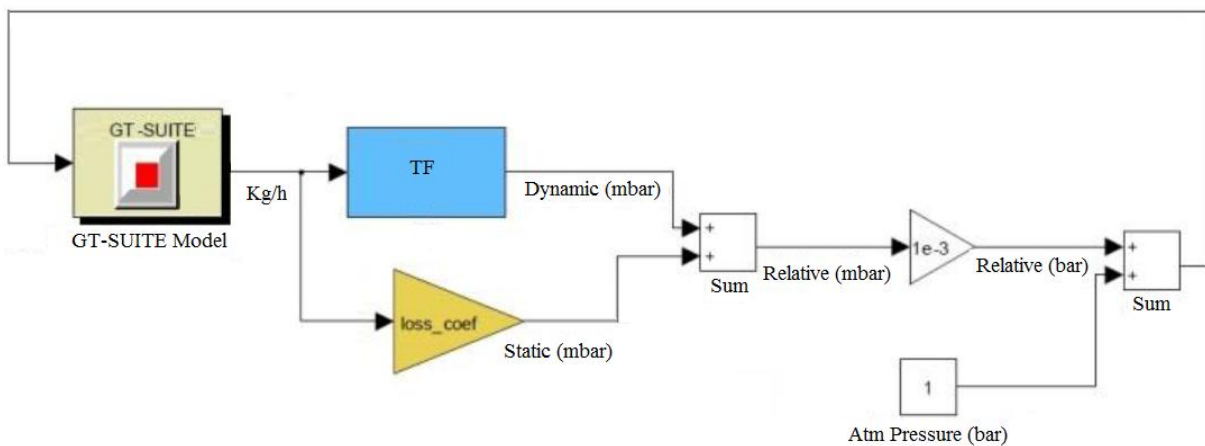 GT -SUITE
GT-SUITE Model
Kg/h
TF
Dynamic (mbar)
loss_coef
Static (mbar)
+
+
Sum
Relative (mbar)
1e-3
Relative (bar)
+
+
Sum
1
Atm Pressure (bar)